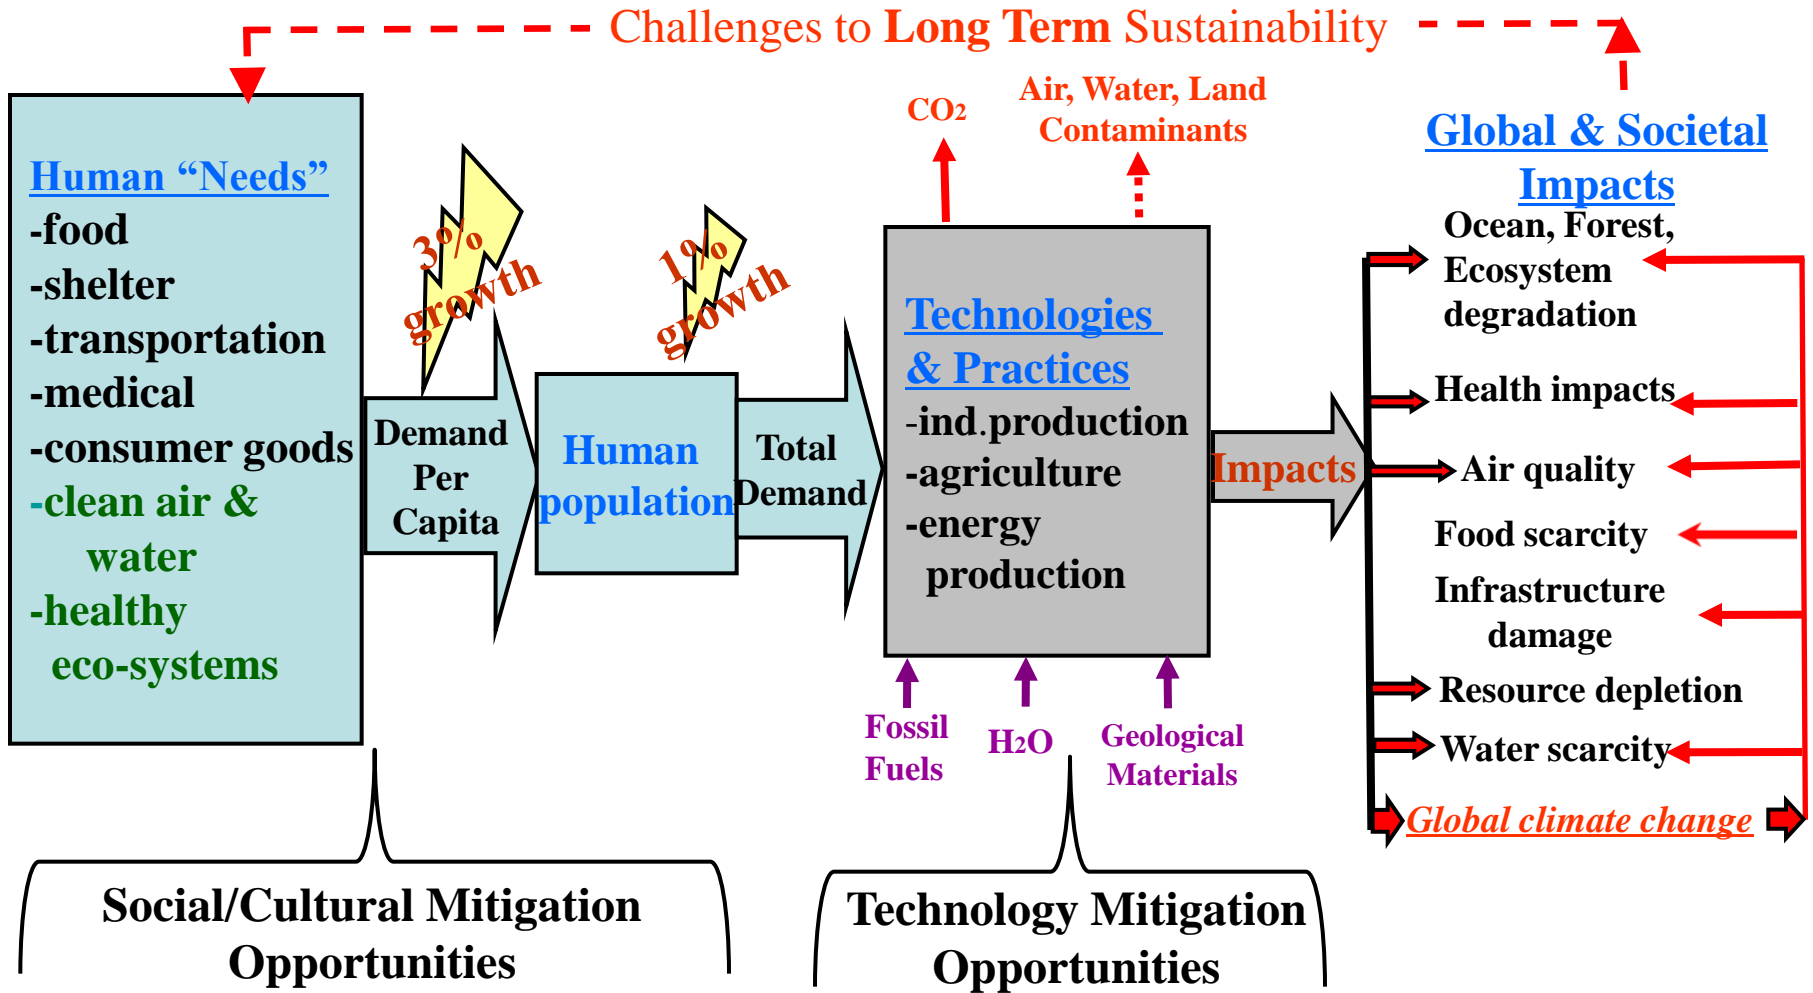 Challenges to Long Term Sustainability
Human “Needs”
-food
-shelter
-transportation
-medical
-consumer goods
-clean air &
water
-healthy
eco-systems
3%
growth
Demand
Per
Capita
Human
population
1%
growth
Total
Demand
CO2
Air, Water, Land
Contaminants
Technologies
& Practices
-ind.production
-agriculture
-energy
production
Fossil
Fuels
H2O
Geological
Materials
Impacts
Global & Societal
Impacts
Ocean, Forest,
Ecosystem
degradation
Health impacts
Air quality
Food scarcity
Infrastructure
damage
Resource depletion
Water scarcity
Global climate change
Social/Cultural Mitigation
Opportunities
Technology Mitigation
Opportunities